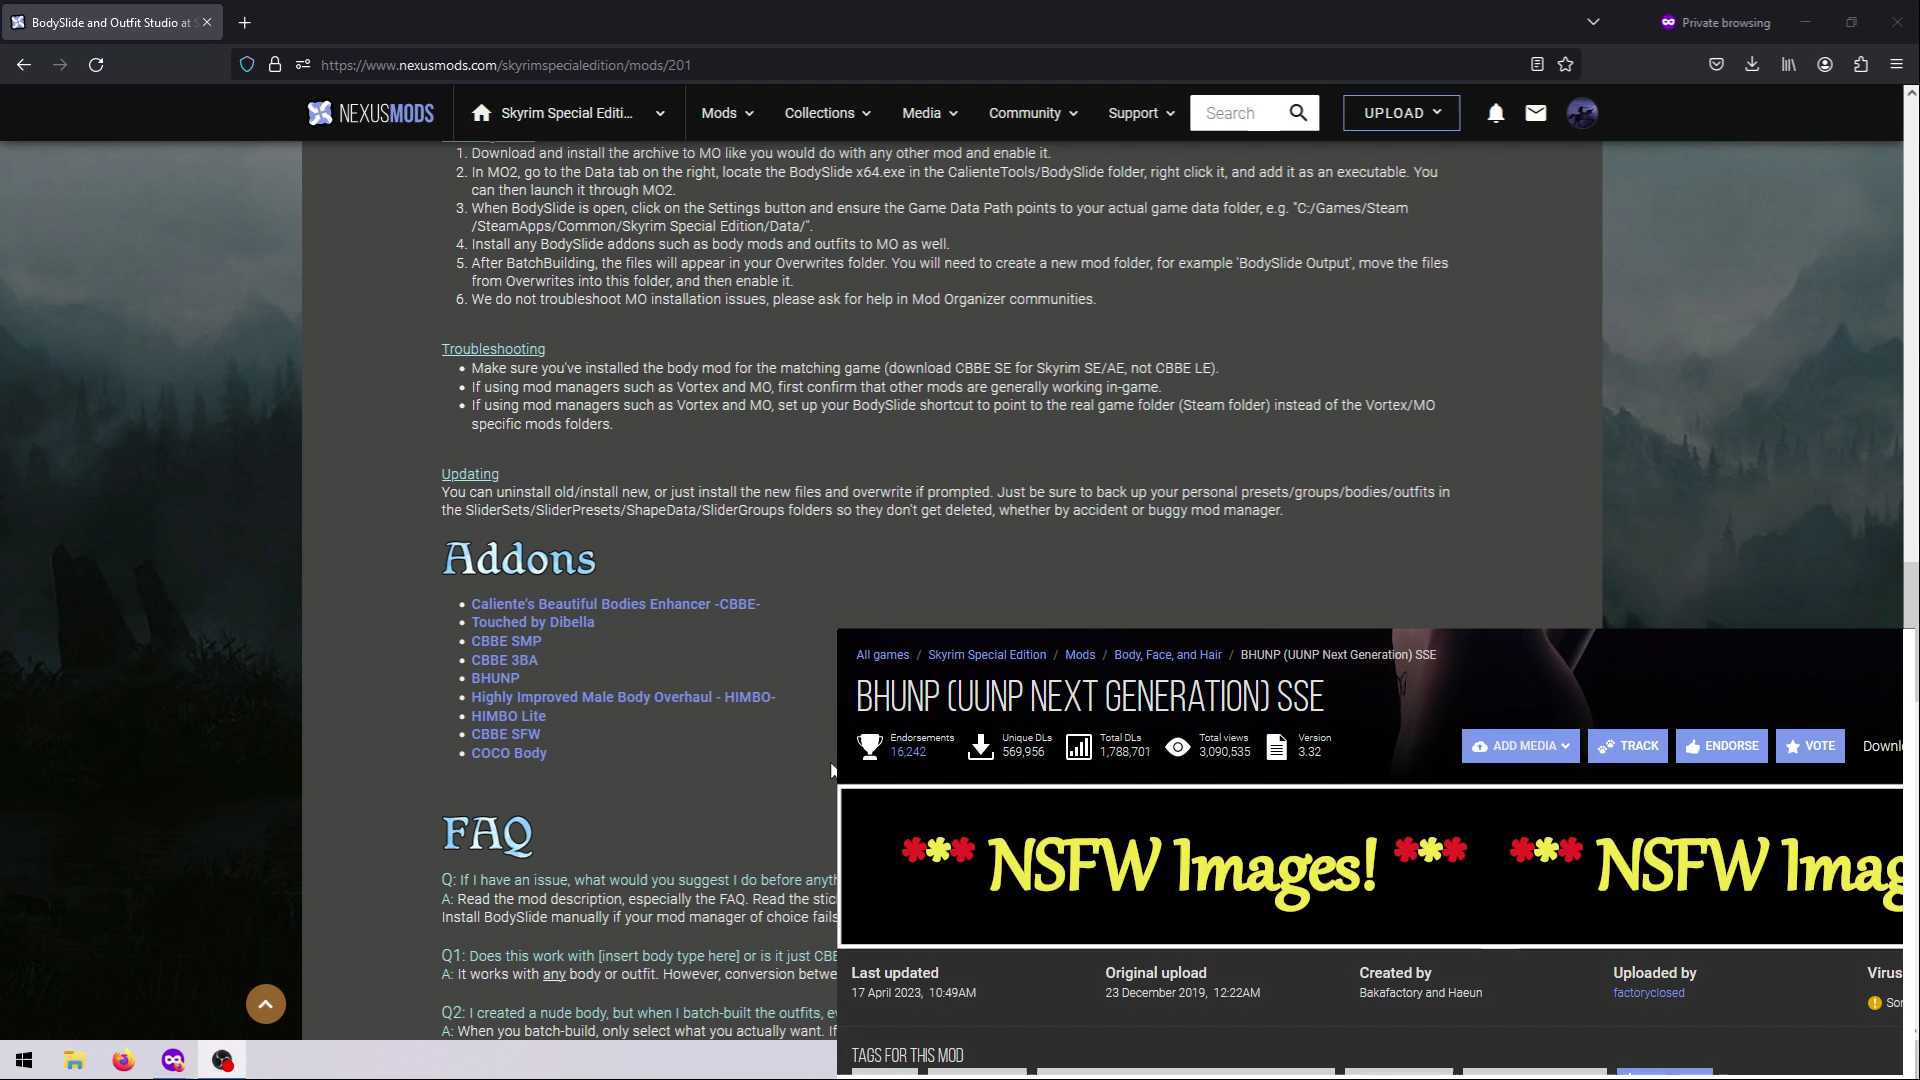 BodySlide and Outfit Studio at S
Private browsing
https://www.nexusmods.com/skyrimspecialedition/mods/201
NEXUSMODS
Skyrim Special Editi...
Mods
Collections
Media
Community
Support
Search
UPLOAD
1. Download and install the archive to MO like you would do with any other mod and enable it.
2. In MO2, go to the Data tab on the right, locate the BodySlide x64.exe in the CalienteTools/BodySlide folder, right click it, and add it as an executable. You
can then launch it through MO2.
3. When BodySlide is open, click on the Settings button and ensure the Game Data Path points to your actual game data folder, e.g. "C:/Games/Steam
/SteamApps/Common/Skyrim Special Edition/Data/".
4. Install any BodySlide addons such as body mods and outfits to MO as well.
5. After BatchBuilding, the files will appear in your Overwrites folder. You will need to create a new mod folder, for example 'BodySlide Output', move the files
from Overwrites into this folder, and then enable it.
6. We do not troubleshoot MO installation issues, please ask for help in Mod Organizer communities.
Troubleshooting
• Make sure you've installed the body mod for the matching game (download CBBE SE for Skyrim SE/AE, not CBBE LE).
• If using mod managers such as Vortex and MO, first confirm that other mods are generally working in-game.
• If using mod managers such as Vortex and MO, set up your BodySlide shortcut to point to the real game folder (Steam folder) instead of the Vortex/MO
specific mods folders.
Updating
You can uninstall old/install new, or just install the new files and overwrite if prompted. Just be sure to back up your personal presets/groups/bodies/outfits in
the SliderSets/SliderPresets/ShapeData/SliderGroups folders so they don't get deleted, whether by accident or buggy mod manager.
Addons
• Caliente's Beautiful Bodies Enhancer -CBBE-
• Touched by Dibella
• CBBE SMP
• CBBE 3BA
• BHUNP
• Highly Improved Male Body Overhaul - HIMBO-
• HIMBO Lite
• CBBE SFW
• COCO Body
FAQ
Q: If I have an issue, what would you suggest I do before anyth
A: Read the mod description, especially the FAQ. Read the stic
Install BodySlide manually if your mod manager of choice fails
Q1: Does this work with [insert body type here] or is it just CBB
A: It works with any body or outfit. However, conversion betwe
Q2: I created a nude body, but when I batch-built the outfits, e
A: When you batch-build, only select what you actually want. If
All games / Skyrim Special Edition / Mods / Body, Face, and Hair / BHUNP (UUNP Next Generation) SSE
BHUNP (UUNP NEXT GENERATION) SSE
Endorsements
16,242
Unique DLs
569,956
Total DLs
1,788,701
Total views
3,090,535
Version
3.32
ADD MEDIA
TRACK
ENDORSE
VOTE
Downl
*** NSFW Images! *** *** NSFW Imag
Last updated
17 April 2023, 10:49AM
Original upload
23 December 2019, 12:22AM
Created by
Bakafactory and Haeun
Uploaded by
factoryclosed
Virus
Sor
TAGS FOR THIS MOD